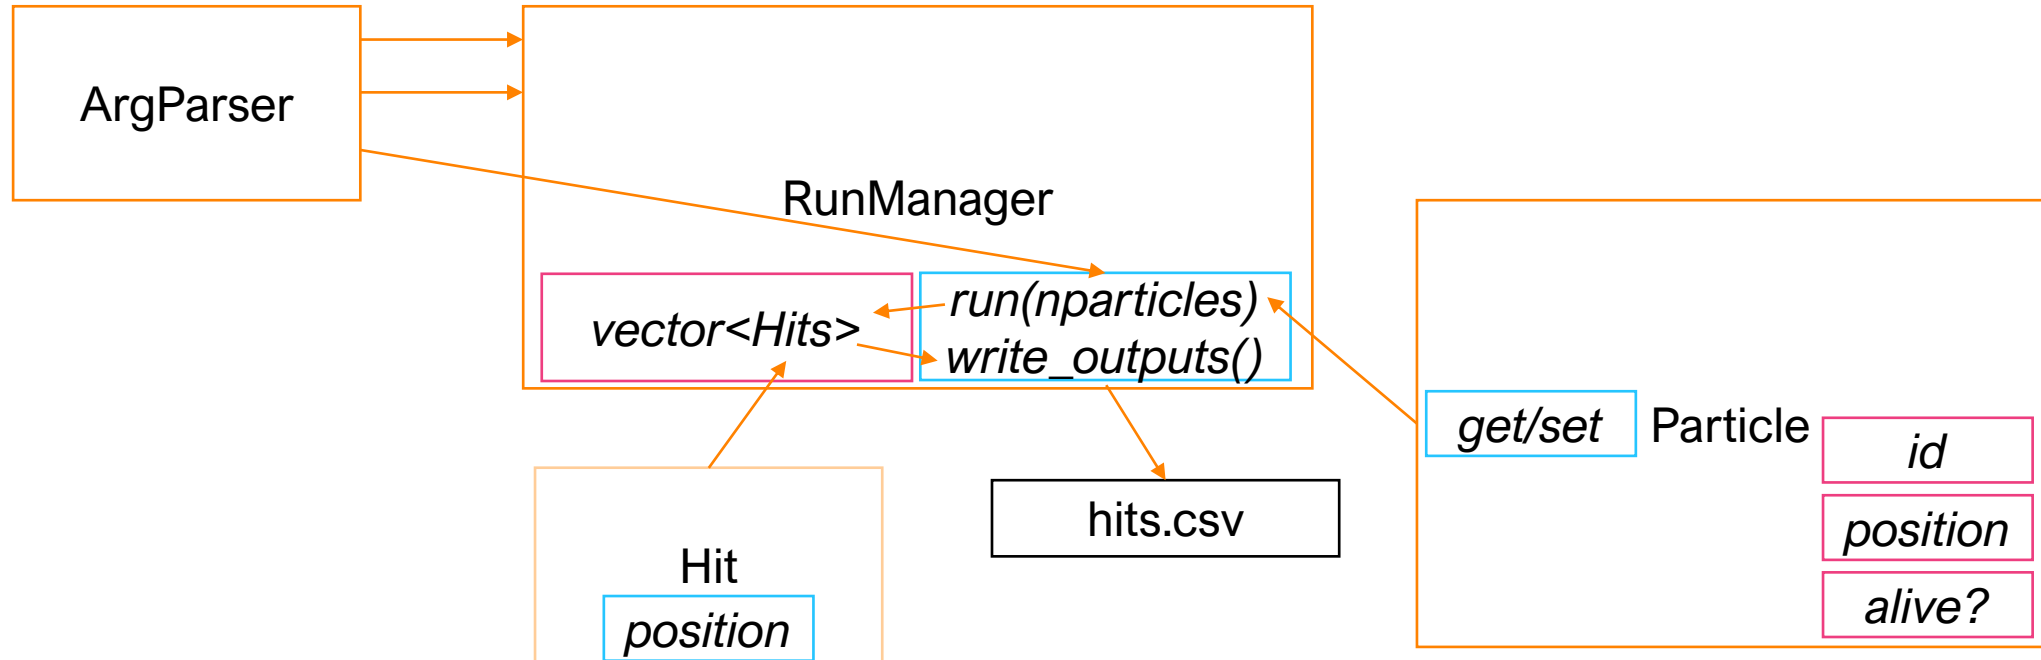 ArgParser
RunManager
vector<Hits>
run(nparticles)
write_outputs()
get/set
Particle
id
position
alive?
hits.csv
Hit
position